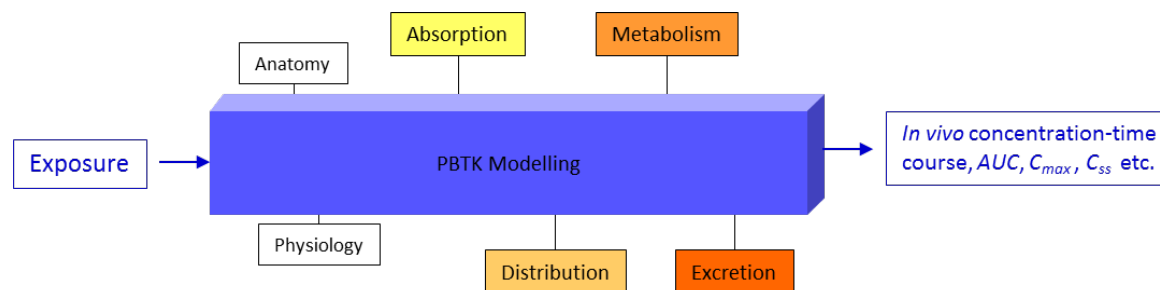 Absorption
Metabolism
Anatomy
Exposure
PBTK Modelling
In vivo concentration-time
course, AUC, Cmax , Css etc.
Physiology
Distribution
Excretion